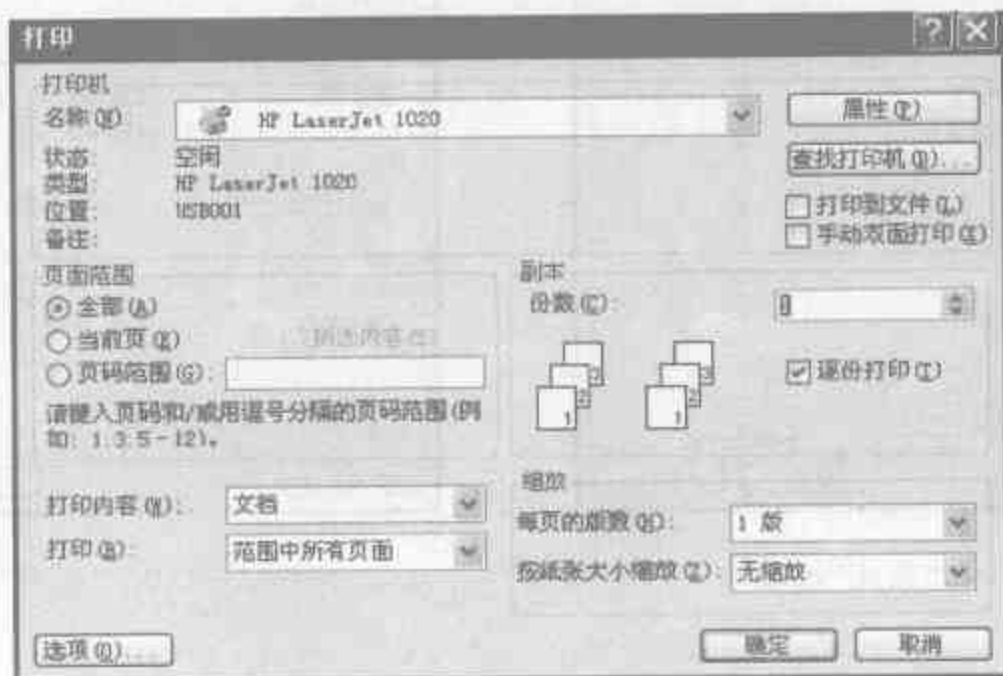 打印
打印机
名称(N) HP LaserJet 1020 属性(P)
状态: 空闲 查找打印机(D)...
类型: HP LaserJet 1020
位置: USB001 打印到文件(L)
备注: 手动双面打印(X)
页面范围
全部(A)
当前页(E)
页码范围(G):
请键入页码和/或用逗号分隔的页码范围(例
如: 1 3 5-12)。
副本
份数(C): 1
1 2 3 1 2 3
逐份打印(T)
打印内容(W): 文档
打印(R): 范围中所有页面
缩放
每页的版数(H): 1 版
按纸张大小缩放(Z): 无缩放
选项(O)... 确定 取消